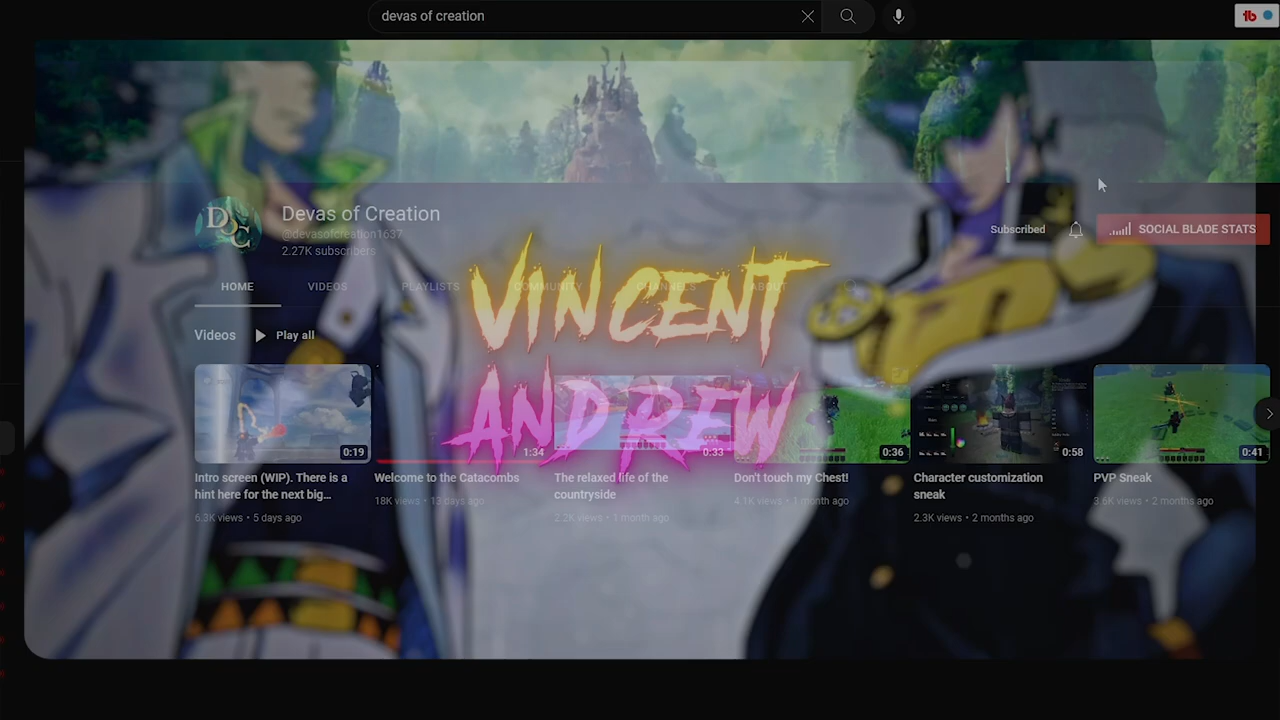 devas of creation
tb
DOC
Devas of Creation
@devasofcreation1637
2.27K subscribers
Subscribed
SOCIAL BLADE STATS
HOME
VIDEOS
PLAYLISTS
COMMUNITY
CHANNELS
ABOUT
VINCENT
ANDREW
Videos
Play all
0:19
1:34
0:33
0:36
0:58
0:41
Intro screen (WIP). There is a
hint here for the next big...
6.3K views • 5 days ago
Welcome to the Catacombs
18K views • 13 days ago
The relaxed life of the
countryside
2.2K views • 1 month ago
Don't touch my Chest!
4.1K views • 1 month ago
Character customization
sneak
2.3K views • 2 months ago
PVP Sneak
3.6K views • 2 months ago